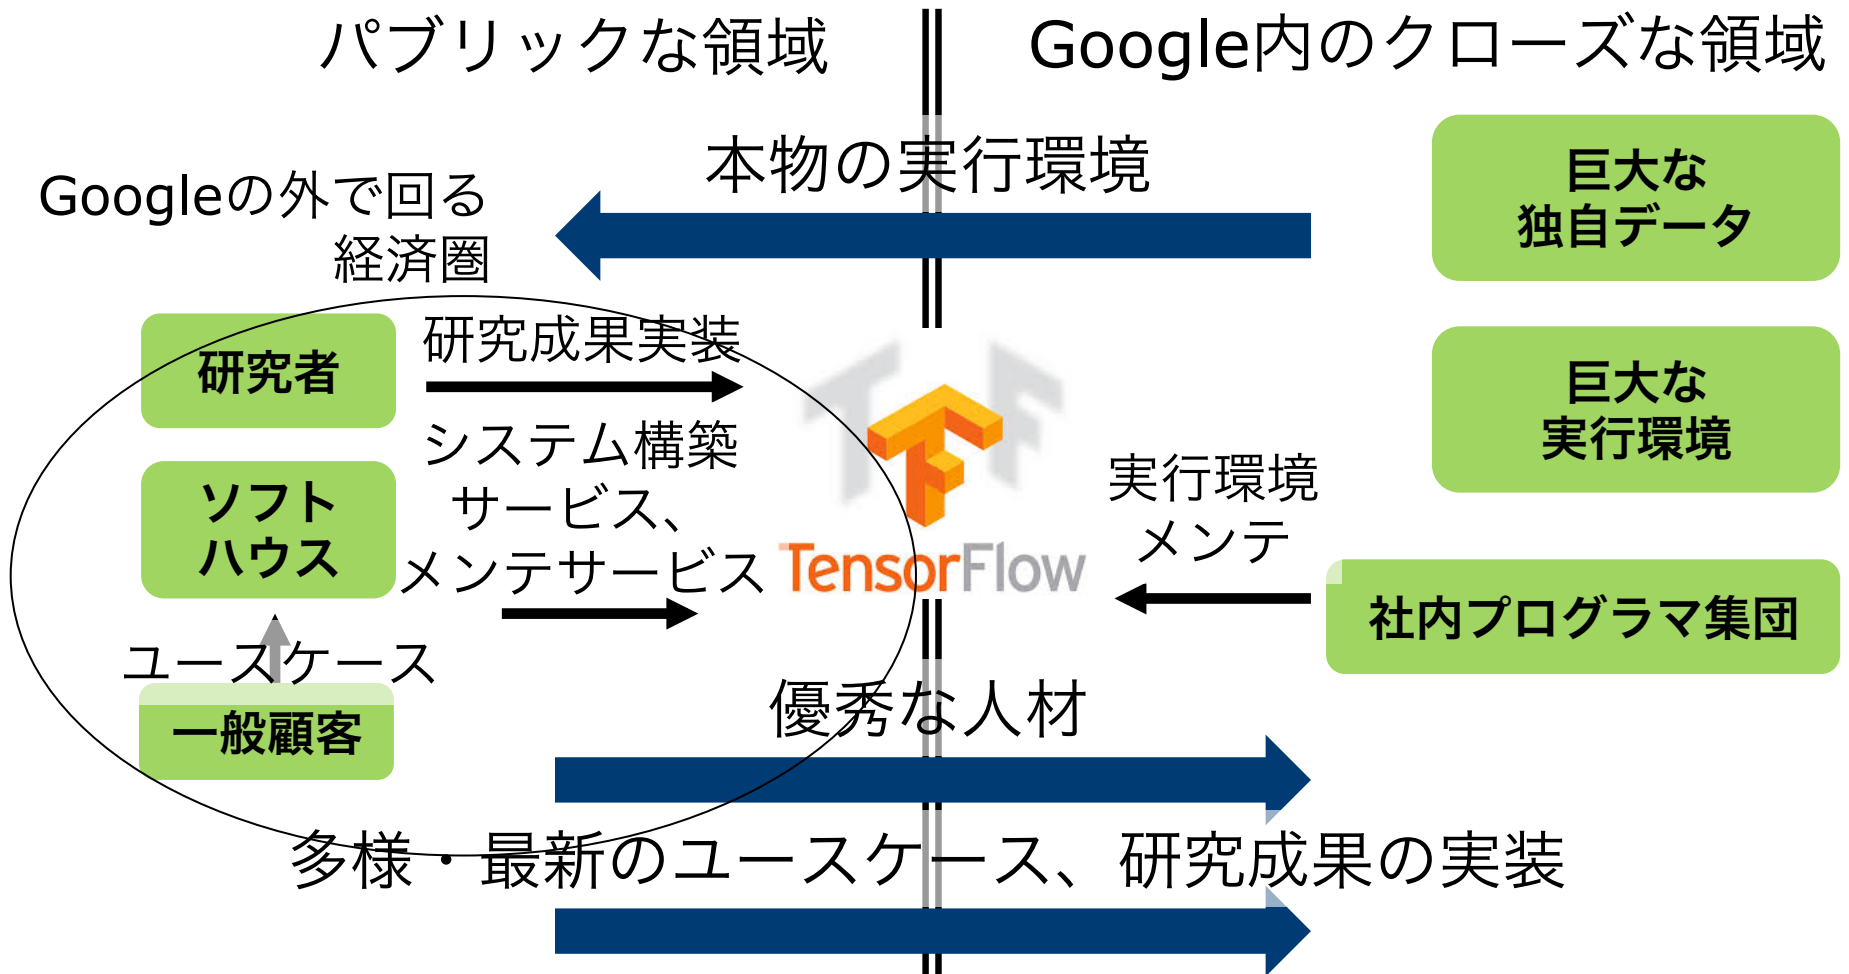 パブリックな領域
Google内のクローズな領域
本物の実行環境
巨大な
独自データ
Googleの外で回る
経済圏
研究者
研究成果実装
巨大な
実行環境
ソフト
ハウス
システム構築
サービス、
メンテサービス
TensorFlow
実行環境
メンテ
社内プログラマ集団
ユースケース
一般顧客
優秀な人材
多様・最新のユースケース、研究成果の実装